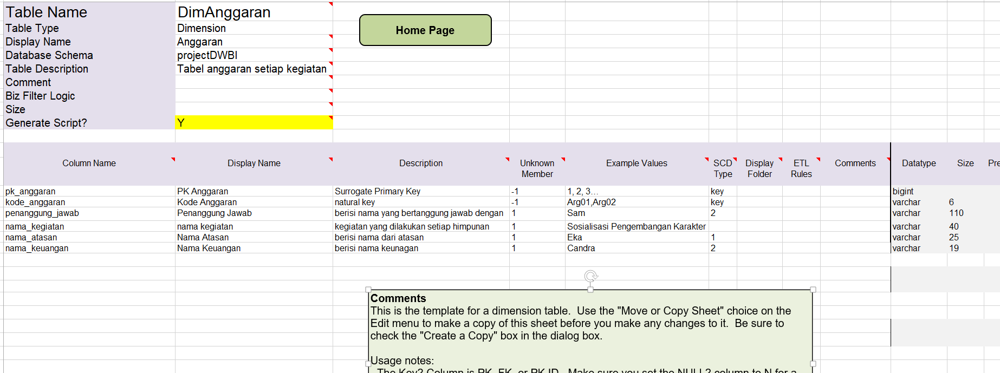 Table Name DimAnggaran
Home Page
Table Type Dimension
Display Name Anggaran
Database Schema projectDWBI
Table Description Tabel anggaran setiap kegiatan
Comment
Biz Filter Logic
Size
Generate Script? Y
Column Name Display Name Description Unknown Member Example Values SCD Type Display Folder ETL Rules Comments Datatype Size Pre
pk_anggaran PK Anggaran Surrogate Primary Key -1 1, 2, 3... key bigint
kode_anggaran Kode Anggaran natural key -1 Arg01,Arg02 key varchar 6
penanggung_jawab Penanggung Jawab berisi nama yang bertanggung jawab dengan 1 Sam 2 varchar 110
nama_kegiatan nama kegiatan kegiatan yang dilakukan setiap himpunan 1 Sosialisasi Pengembangan Karakter varchar 40
nama_atasan Nama Atasan berisi nama dari atasan 1 Eka 1 varchar 25
nama_keuangan Nama Keuangan berisi nama keunagan 1 Candra 2 varchar 19
Comments
This is the template for a dimension table. Use the "Move or Copy Sheet" choice on the
Edit menu to make a copy of this sheet before you make any changes to it. Be sure to
check the "Create a Copy" box in the dialog box.
Usage notes:
The Key? Column is PK, FK, or PK ID. Make sure you set the NULL? column to N for a